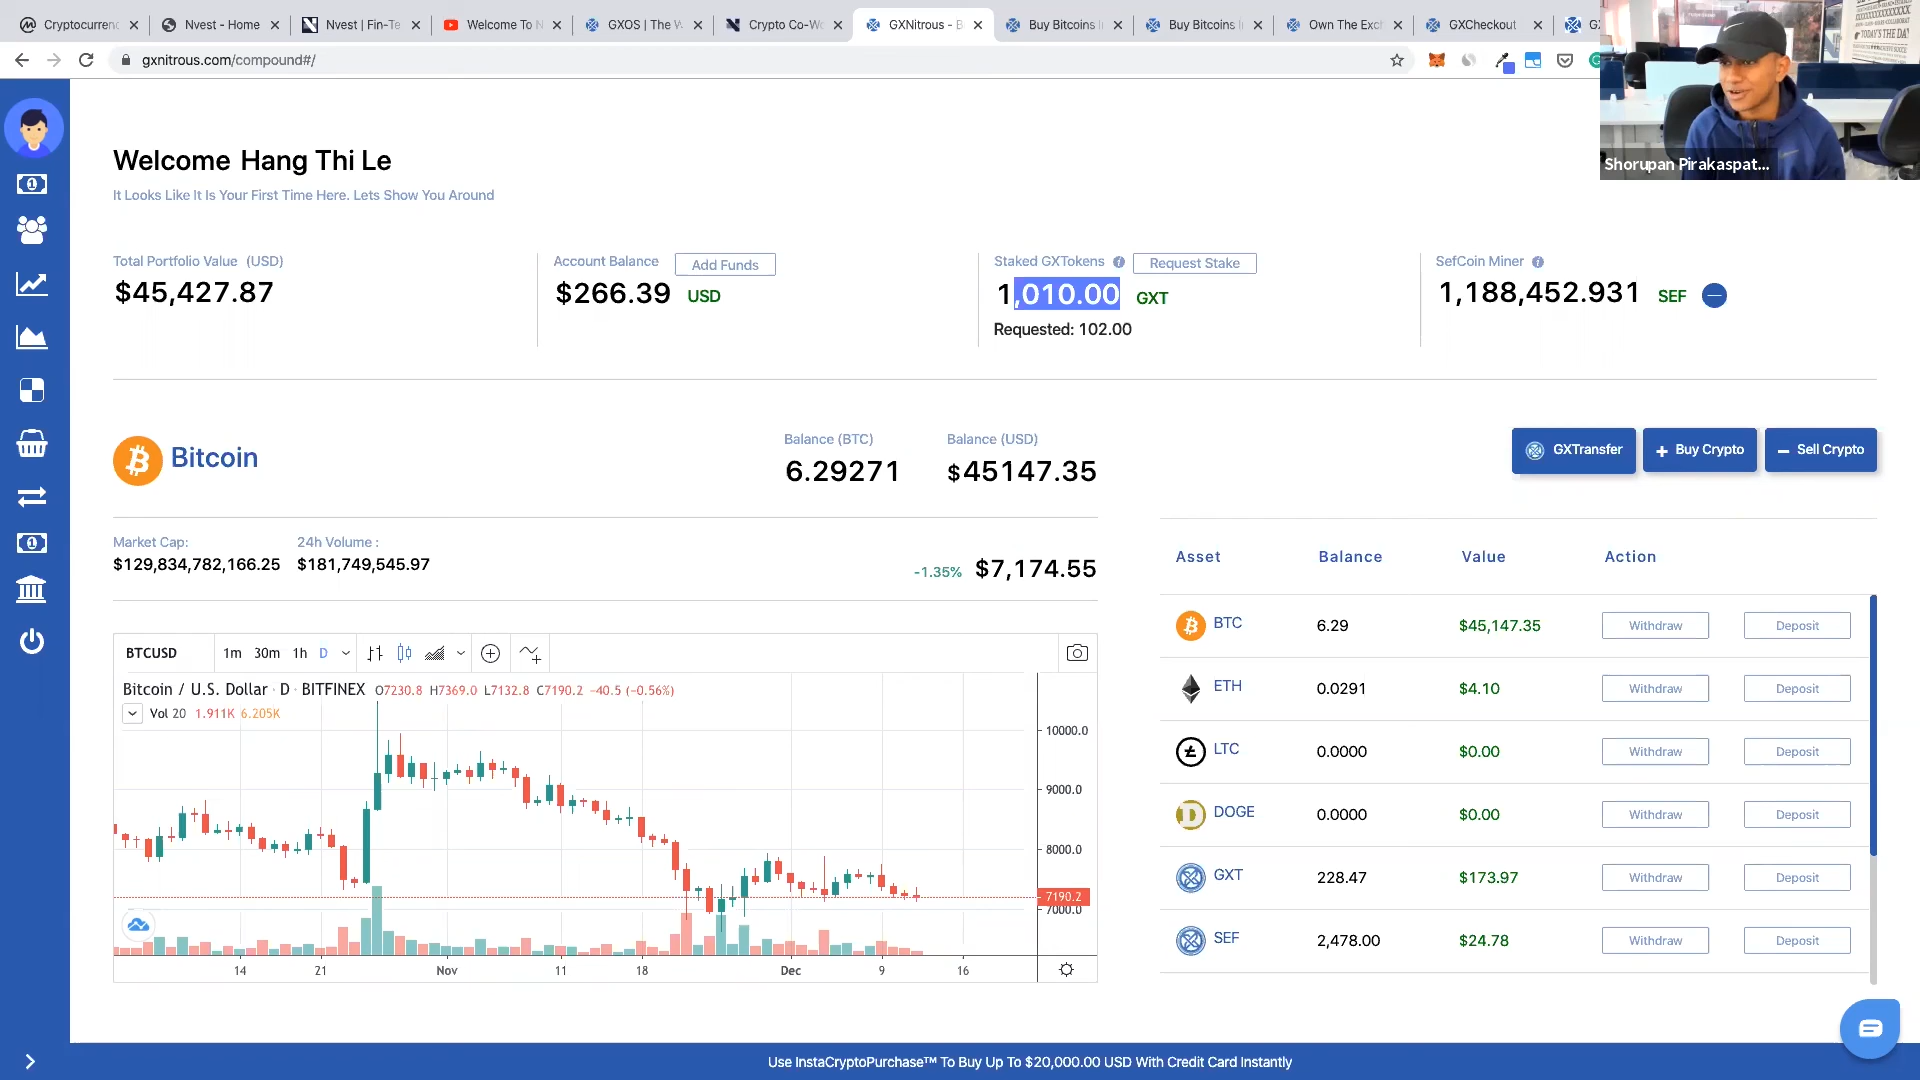 Cryptocurrenc
Nvest - Home
Nvest | Fin-Te
Welcome To N
GXOS | The W
Crypto Co-Wo
GXNitrous - B
Buy Bitcoins I
Buy Bitcoins I
Own The Exch
GXCheckout
gxnitrous.com/compound#/
TODAY'S THE DA
Shorupan Pirakaspat...
Welcome Hang Thi Le
It Looks Like It Is Your First Time Here. Lets Show You Around
Total Portfolio Value (USD)
$45,427.87
Account Balance
Add Funds
$266.39 USD
Staked GXTokens
Request Stake
1,010.00 GXT
Requested: 102.00
SefCoin Miner
1,188,452.931 SEF
Bitcoin
Balance (BTC)
6.29271
Balance (USD)
$45147.35
GXTransfer
Buy Crypto
Sell Crypto
Market Cap:
$129,834,782,166.25
24h Volume :
$181,749,545.97
-1.35% $7,174.55
BTCUSD 1m 30m 1h D
Bitcoin / U.S. Dollar · D · BITFINEX O7230.8 H7369.0 L7132.8 C7190.2 −40.5 (−0.56%)
Vol 20 1.911K 6.205K
10000.0
9000.0
8000.0
7190.2
7000.0
14 21 Nov 11 18 Dec 9 16
Asset Balance Value Action
BTC 6.29 $45,147.35 Withdraw Deposit
ETH 0.0291 $4.10 Withdraw Deposit
LTC 0.0000 $0.00 Withdraw Deposit
DOGE 0.0000 $0.00 Withdraw Deposit
GXT 228.47 $173.97 Withdraw Deposit
SEF 2,478.00 $24.78 Withdraw Deposit
Use InstaCryptoPurchase™ To Buy Up To $20,000.00 USD With Credit Card Instantly